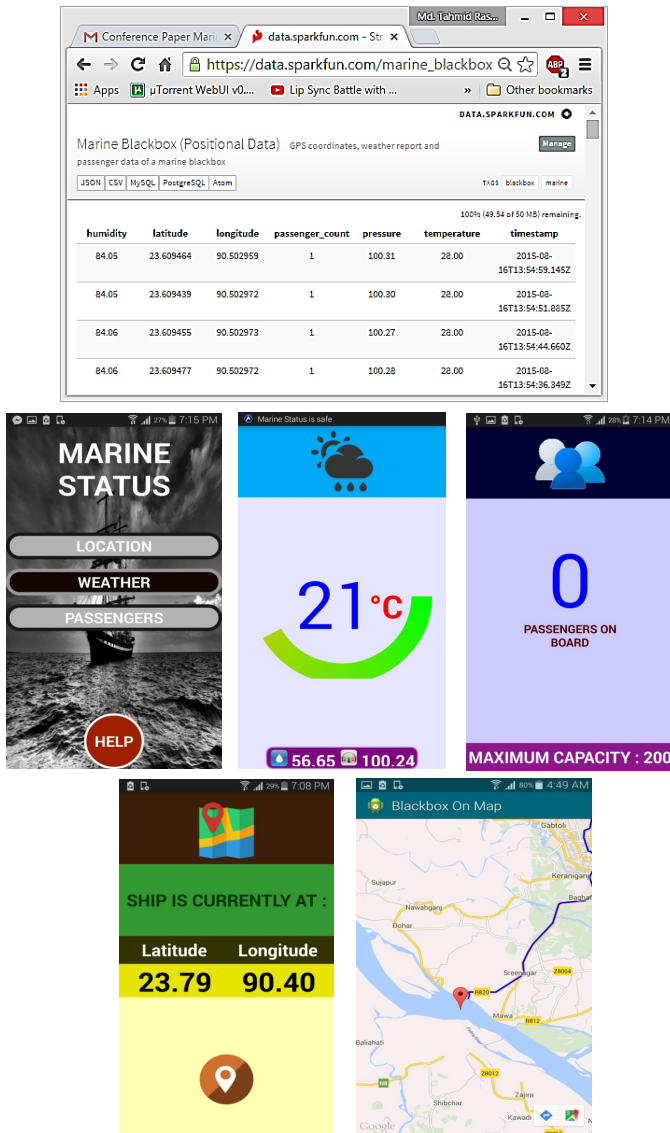 Md. Tahmid Ras...
Conference Paper Mari
data.sparkfun.com - Str
https://data.sparkfun.com/marine_blackbox
ABP
2
Apps
µTorrent WebUI v0....
Lip Sync Battle with ...
»
Other bookmarks
DATA.SPARKFUN.COM
Marine Blackbox (Positional Data) GPS coordinates, weather report and
passenger data of a marine blackbox
Manage
JSON CSV MySQL PostgreSQL Atom
TAGS blackbox marine
100% (49.54 of 50 MB) remaining.
humidity latitude longitude passenger_count pressure temperature timestamp
84.05 23.609464 90.502959 1 100.31 28.00 2015-08-
16T13:54:59.145Z
84.05 23.609439 90.502972 1 100.30 28.00 2015-08-
16T13:54:51.885Z
84.06 23.609455 90.502973 1 100.27 28.00 2015-08-
16T13:54:44.660Z
84.06 23.609477 90.502972 1 100.28 28.00 2015-08-
16T13:54:36.349Z
27% 7:15 PM
MARINE
STATUS
LOCATION
WEATHER
PASSENGERS
HELP
Marine Status is safe
21°C
56.65 100.24
28% 7:14 PM
0
PASSENGERS ON
BOARD
MAXIMUM CAPACITY : 200
29% 7:08 PM
SHIP IS CURRENTLY AT :
Latitude Longitude
23.79 90.40
80% 4:49 AM
Blackbox On Map
Gabtoli
Keraniganj
Sujapur
Nawabganj
Dohar
Sreenagar
Z8004
R820
Mawa
R812
Baliahati
Z8012
N8
Zajira
Shibchar
Kawadi
Google